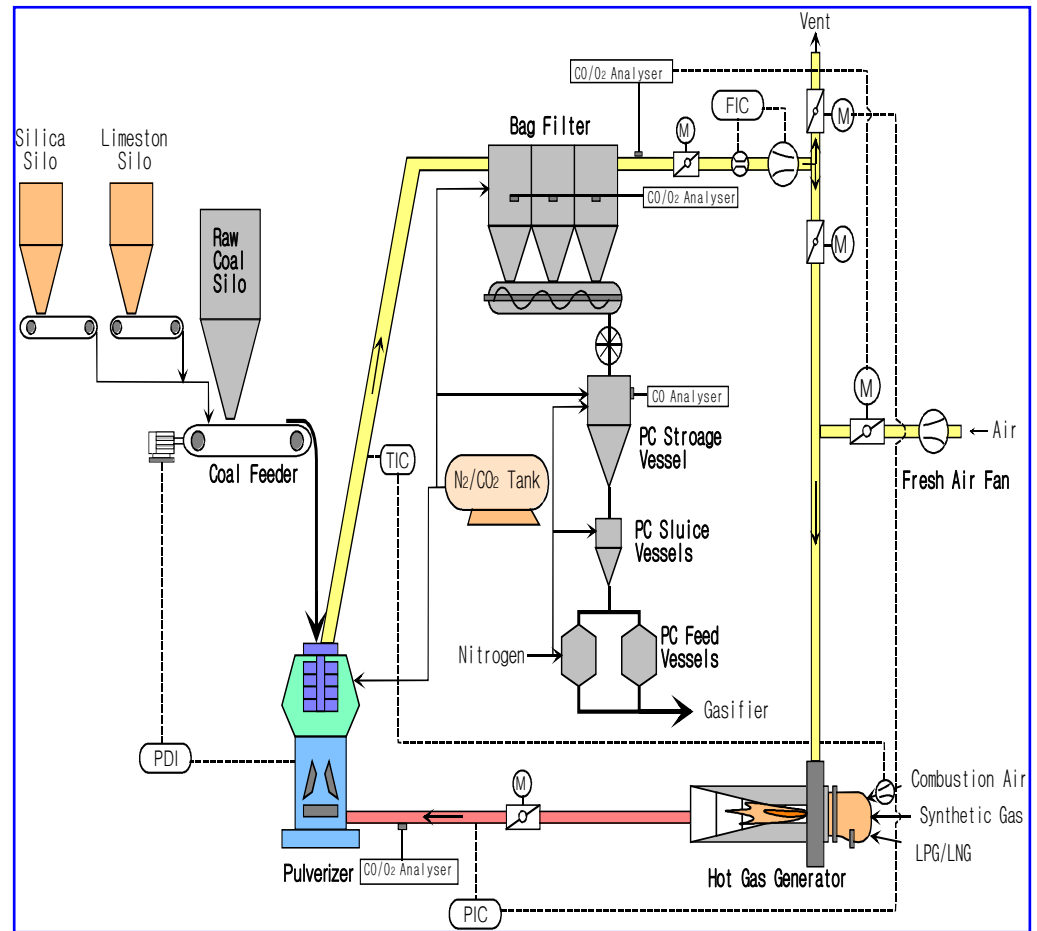 Vent
CO/O2 Analyser
FIC
M
M
Bag Filter
Silica
Silo
Limeston
Silo
CO/O2 Analyser
Raw
Coal
Silo
M
M
CO Analyser
← Air
PC Stroage
Vessel
Coal Feeder
TIC
N2/CO2 Tank
Fresh Air Fan
PC Sluice
Vessels
PC Feed
Vessels
Nitrogen
Gasifier
PDI
M
Combustion Air
Synthetic Gas
LPG/LNG
Pulverizer
CO/O2 Analyser
Hot Gas Generator
PIC